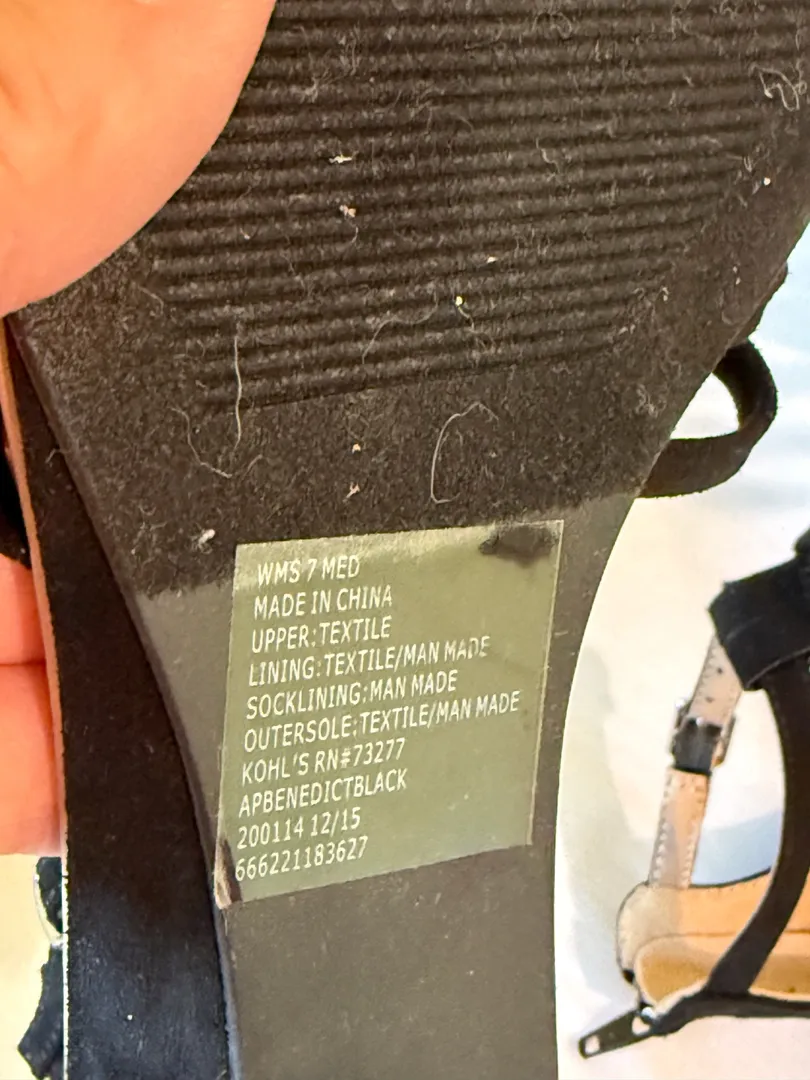 WMS 7 MED
MADE IN CHINA
UPPER:TEXTILE
LINING:TEXTILE/MAN MADE
SOCKLINING:MAN MADE
OUTERSOLE:TEXTILE/MAN MADE
KOHL'S RN#73277
APBENEDICTBLACK
200114 12/15
666221183627